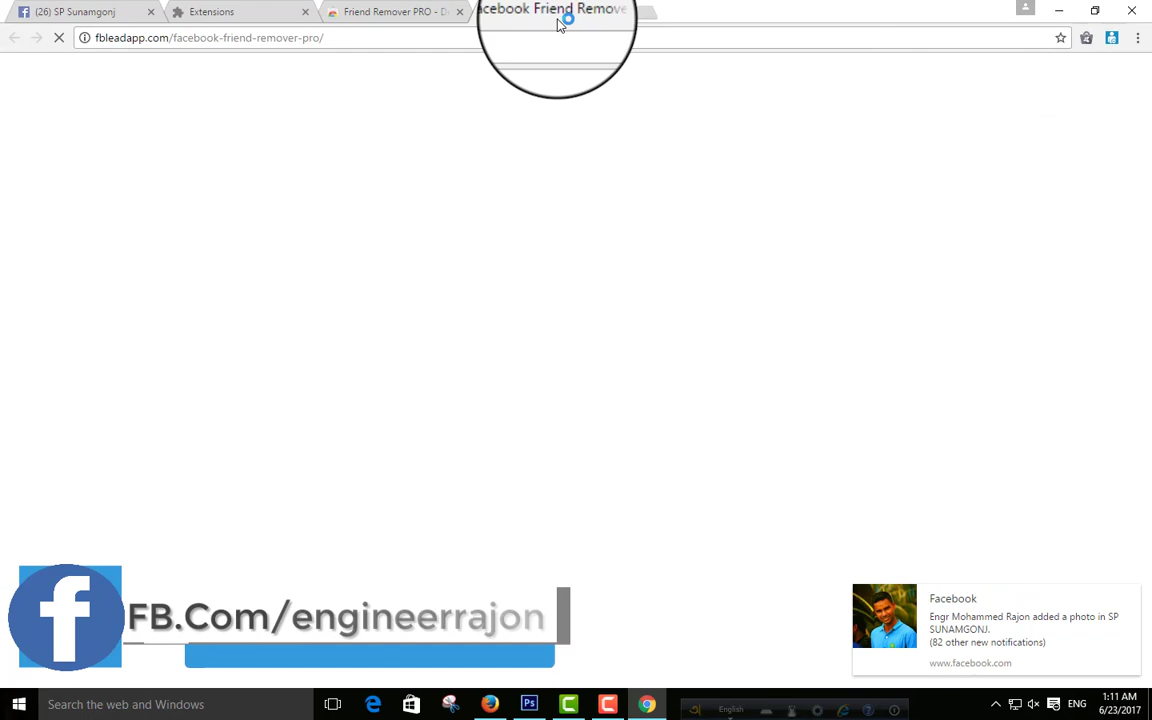 (26) SP Sunamgonj
Extensions
Friend Remover PRO - De
acebook Friend Remove
fbleadapp.com/facebook-friend-remover-pro/
FB.Com/engineerrajon
Facebook
Engr Mohammed Rajon added a photo in SP
SUNAMGONJ.
(82 other new notifications)
www.facebook.com
Search the web and Windows
English
ENG
1:11 AM
6/23/2017